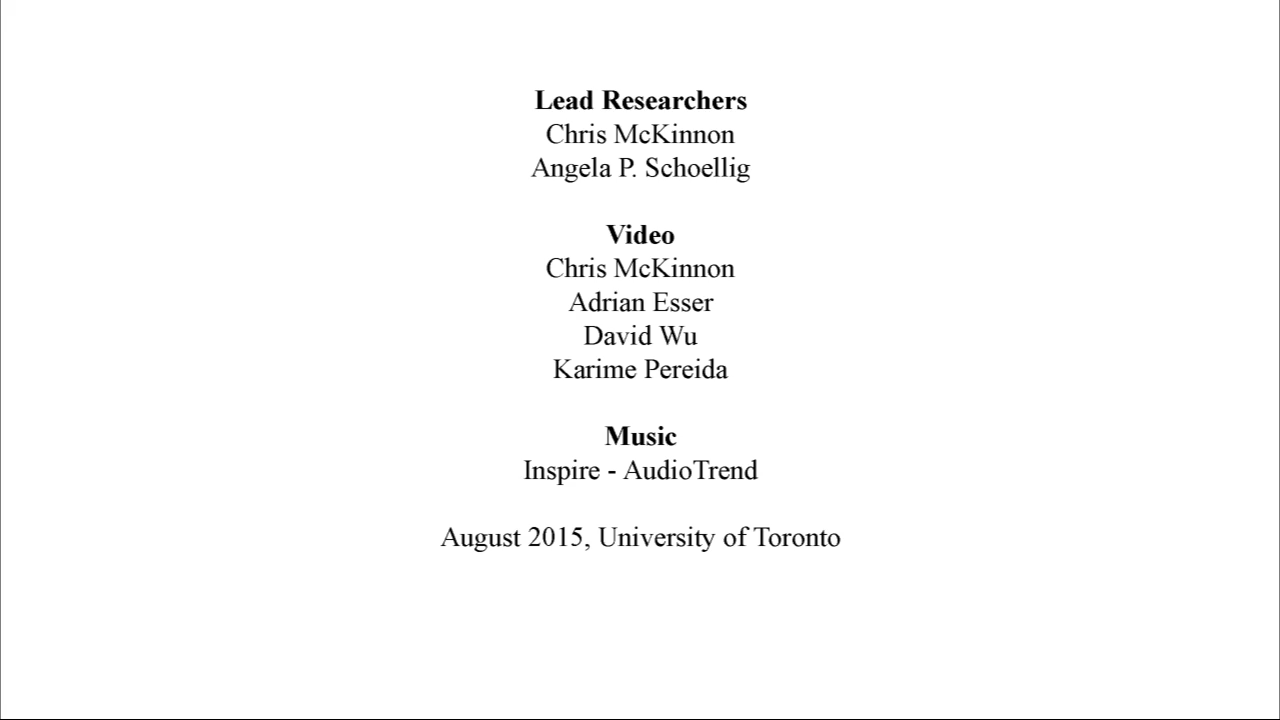 Lead Researchers
Chris McKinnon
Angela P. Schoellig
Video
Chris McKinnon
Adrian Esser
David Wu
Karime Pereida
Music
Inspire - AudioTrend
August 2015, University of Toronto